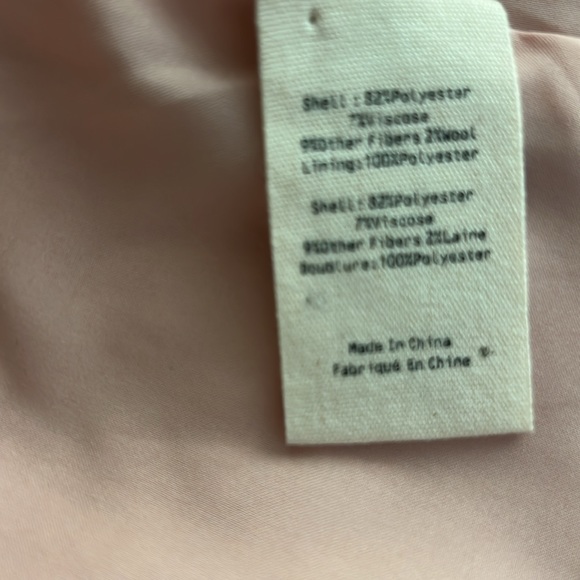 Shell:82%Polyester
7%Viscose
9%Other Fibers 2%Wool
Lining:100%Polyester
Shell:82%Polyester
7%Viscose
9%Other Fibers 2%Laine
Doublure:100%Polyester
Made In China
Fabriqué En Chine